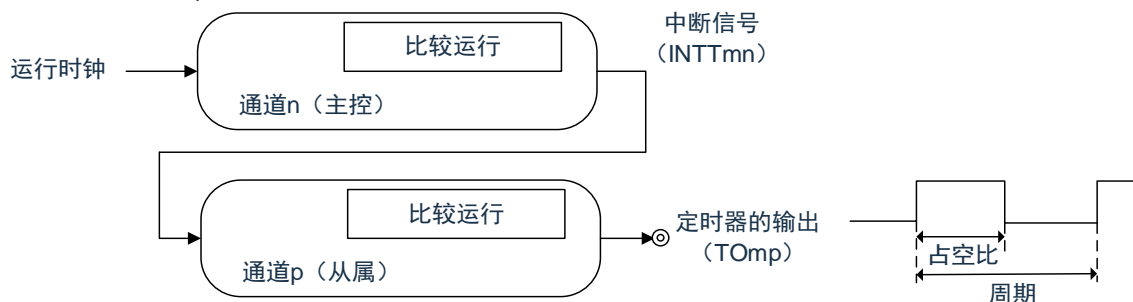 比较运行
中断信号
（INTTmn）
运行时钟
通道n（主控）
比较运行
定时器的输出
（TOmp）
通道p（从属）
占空比
周期